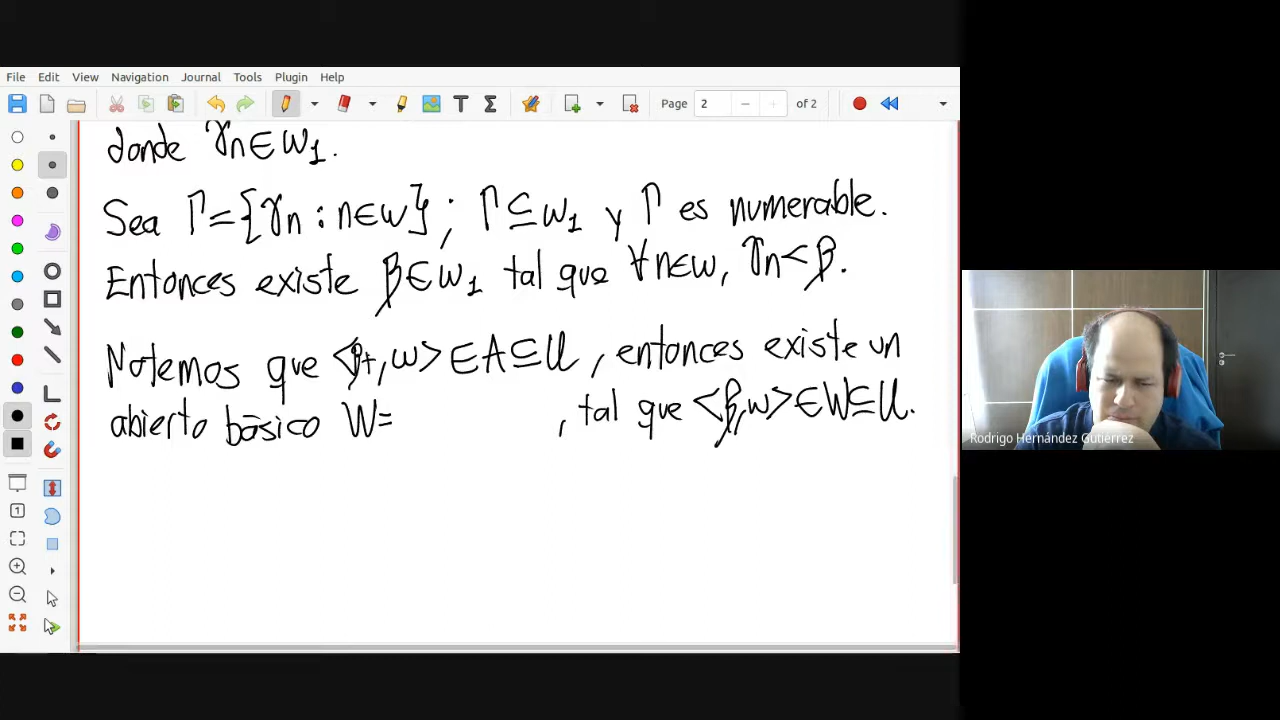 File Edit View Navigation Journal Tools Plugin Help
Page 2 of 2
donde γn∈ω₁.
Sea Γ={γn : n∈ω}; Γ⊆ω₁ y Γ es numerable.
Entonces existe β∈ω₁ tal que ∀n∈ω, γn<β.
Notemos que <β+,ω>∈A⊆U, entonces existe un
abierto básico W= , tal que <β,ω>∈W⊆U.
Rodrigo Hernández Gutiérrez